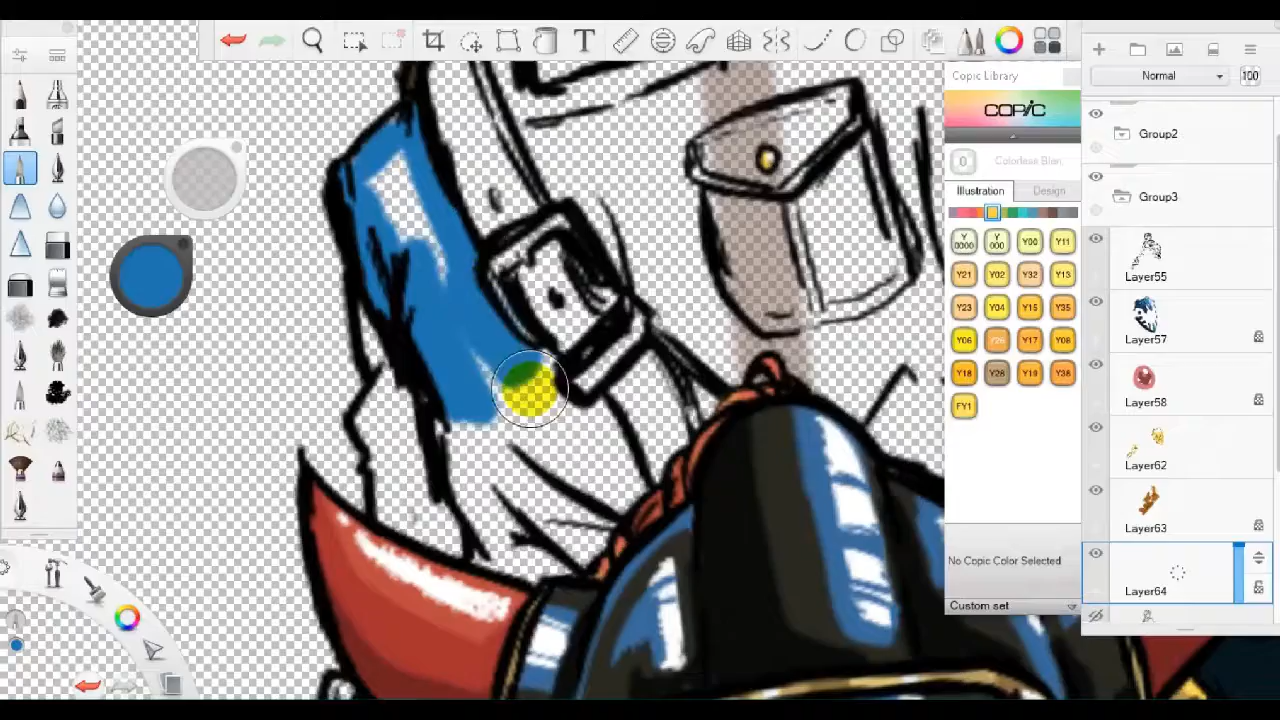 T
Copic Library
COPIC
0
Colorless Blen
Illustration
Design
Y0000
Y000
Y00
Y11
Y21
Y02
Y32
Y13
Y23
Y04
Y15
Y35
Y06
Y26
Y17
Y08
Y18
Y28
Y19
Y38
FY1
No Copic Color Selected
Custom set
Normal
100
Group2
Group3
Layer55
Layer57
Layer58
Layer62
Layer63
Layer64